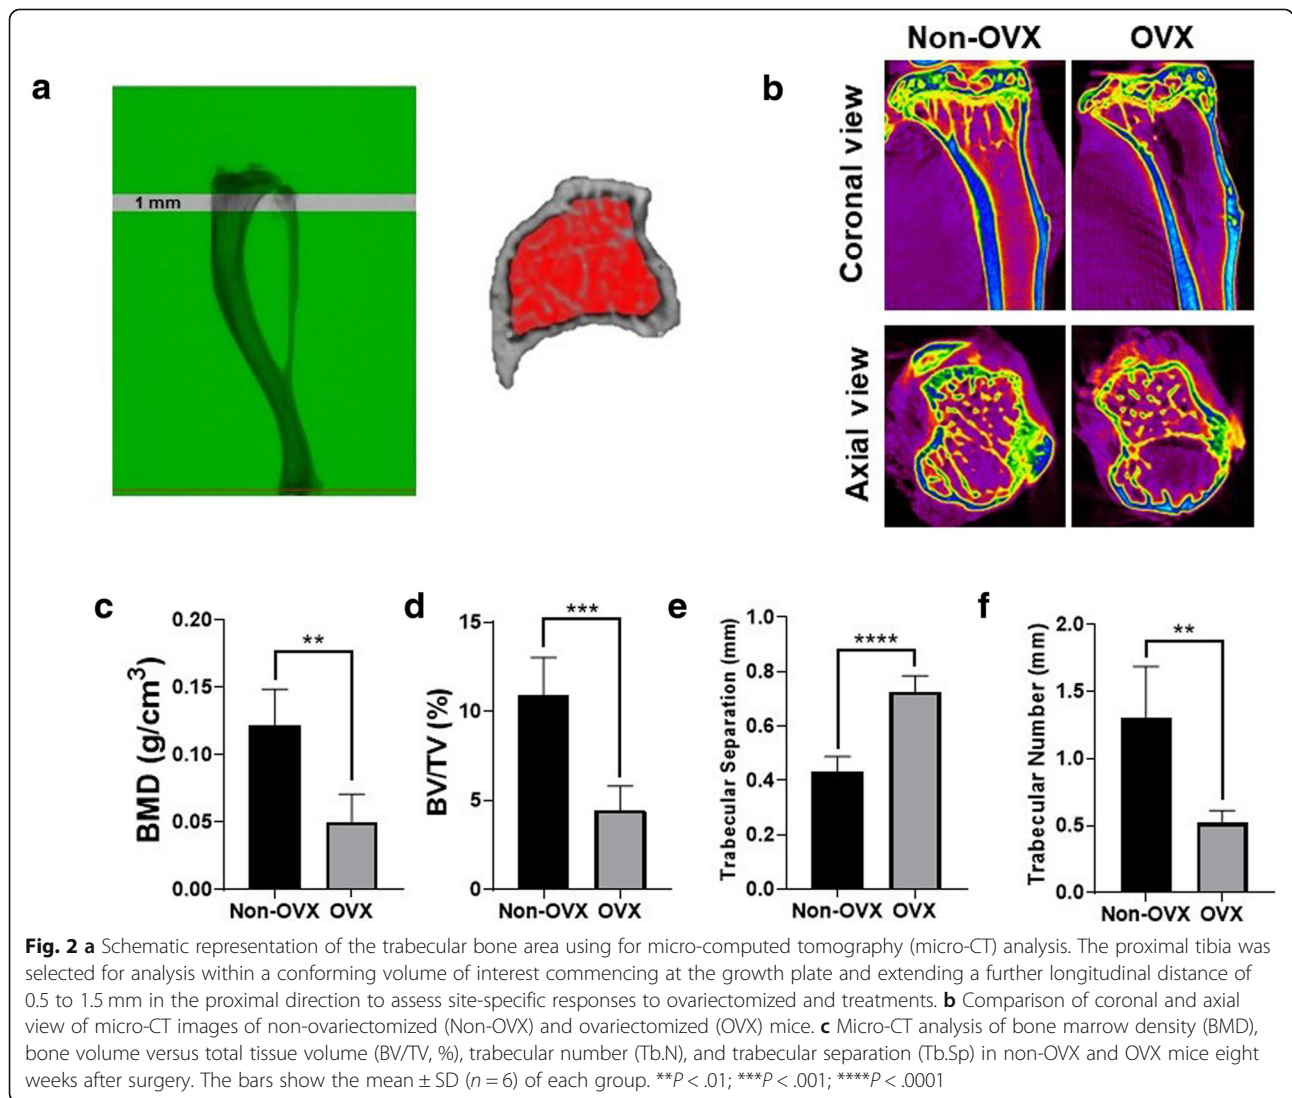 a
1 mm
b
Non-OVX
OVX
Coronal view
Axial view
c
BMD (g/cm³)
0.20
0.15
0.10
0.05
0.00
**
Non-OVX
OVX
d
BV/TV (%)
15
10
5
0
***
Non-OVX
OVX
e
Trabecular Separation (mm)
1.0
0.8
0.6
0.4
0.2
0.0
****
Non-OVX
OVX
f
Trabecular Number (mm)
2.0
1.5
1.0
0.5
0.0
**
Non-OVX
OVX
Fig. 2 a Schematic representation of the trabecular bone area using for micro-computed tomography (micro-CT) analysis. The proximal tibia was
selected for analysis within a conforming volume of interest commencing at the growth plate and extending a further longitudinal distance of
0.5 to 1.5 mm in the proximal direction to assess site-specific responses to ovariectomized and treatments. b Comparison of coronal and axial
view of micro-CT images of non-ovariectomized (Non-OVX) and ovariectomized (OVX) mice. c Micro-CT analysis of bone marrow density (BMD),
bone volume versus total tissue volume (BV/TV, %), trabecular number (Tb.N), and trabecular separation (Tb.Sp) in non-OVX and OVX mice eight
weeks after surgery. The bars show the mean ± SD (n = 6) of each group. **P < .01; ***P < .001; ****P < .0001